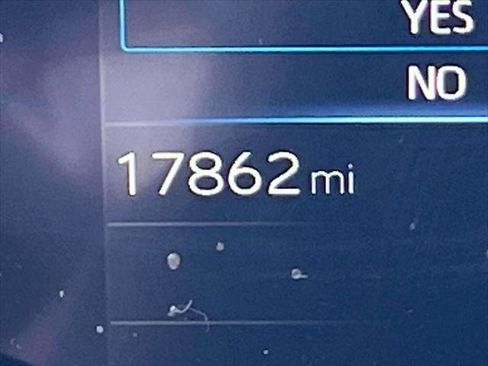 YES
NO
17862 mi